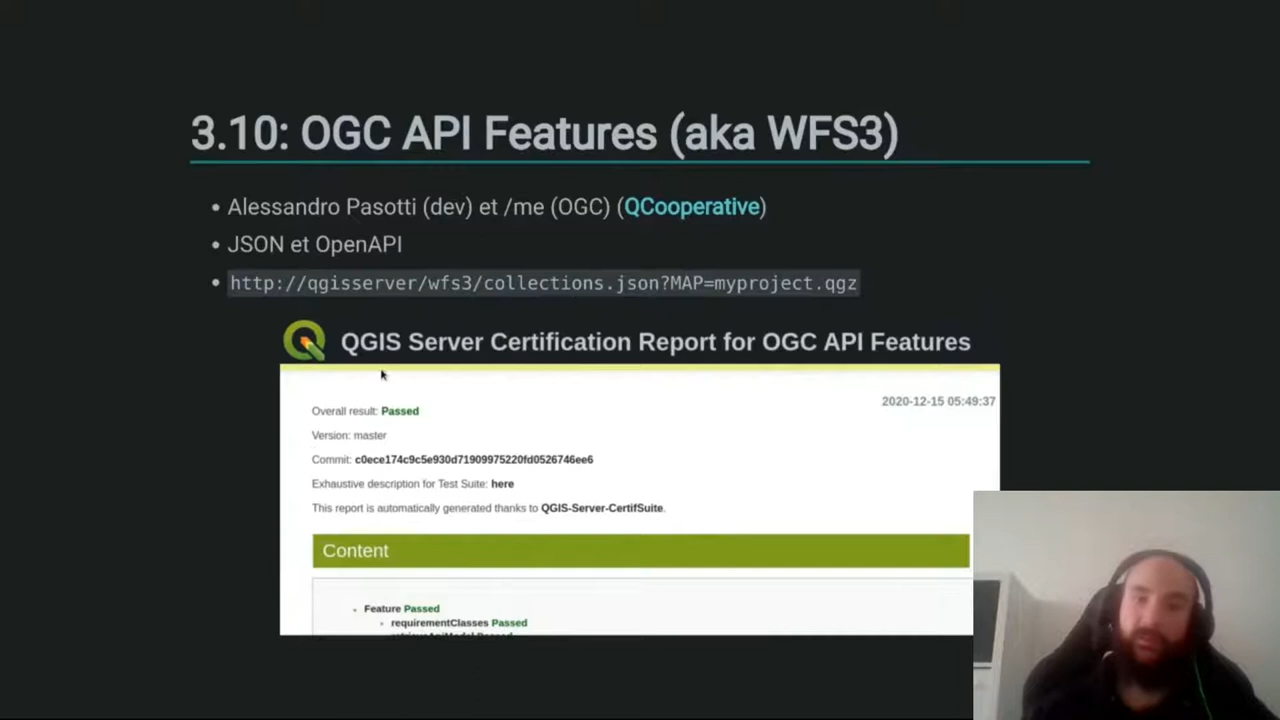 3.10: OGC API Features (aka WFS3)
Alessandro Pasotti (dev) et /me (OGC) (QCooperative)
JSON et OpenAPI
http://qgisserver/wfs3/collections.json?MAP=myproject.qgz
QGIS Server Certification Report for OGC API Features
2020-12-15 05:49:37
Overall result: Passed
Version: master
Commit: c0ece174c9c5e930d71909975220fd0526746ee6
Exhaustive description for Test Suite: here
This report is automatically generated thanks to QGIS-Server-CertifSuite.
Content
Feature Passed
requirementClasses Passed